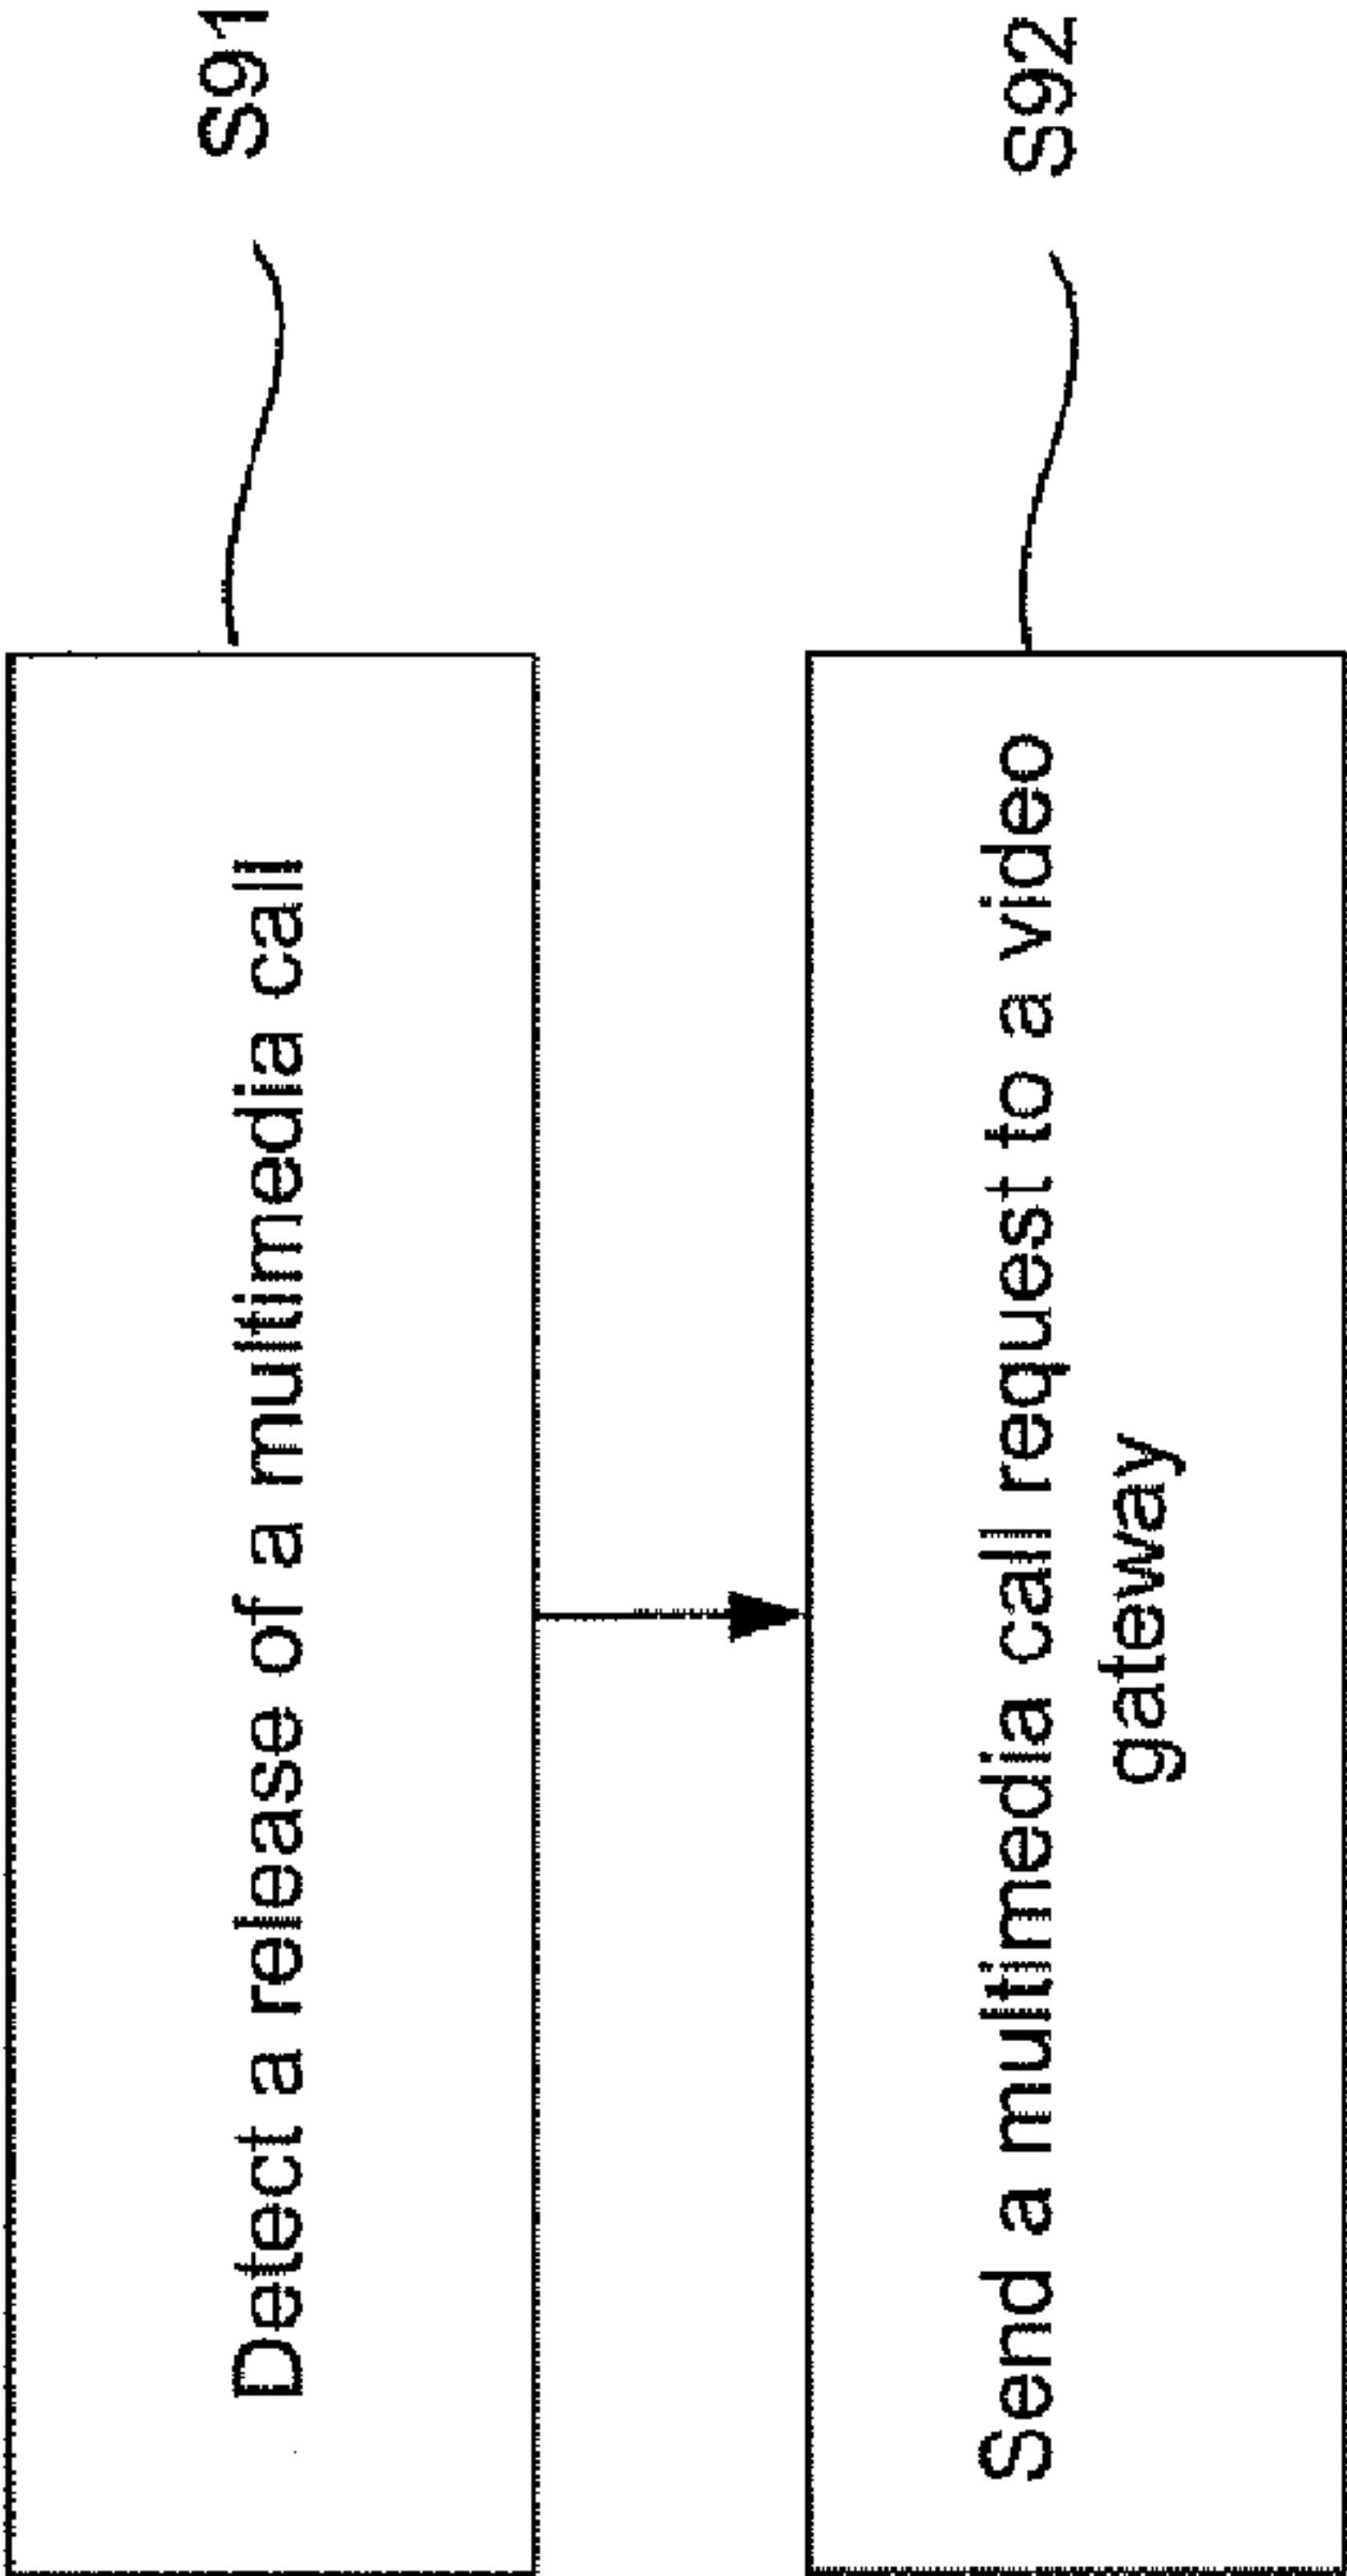 Detect a release of a multimedia call
S91
Send a multimedia call request to a video
gateway
S92